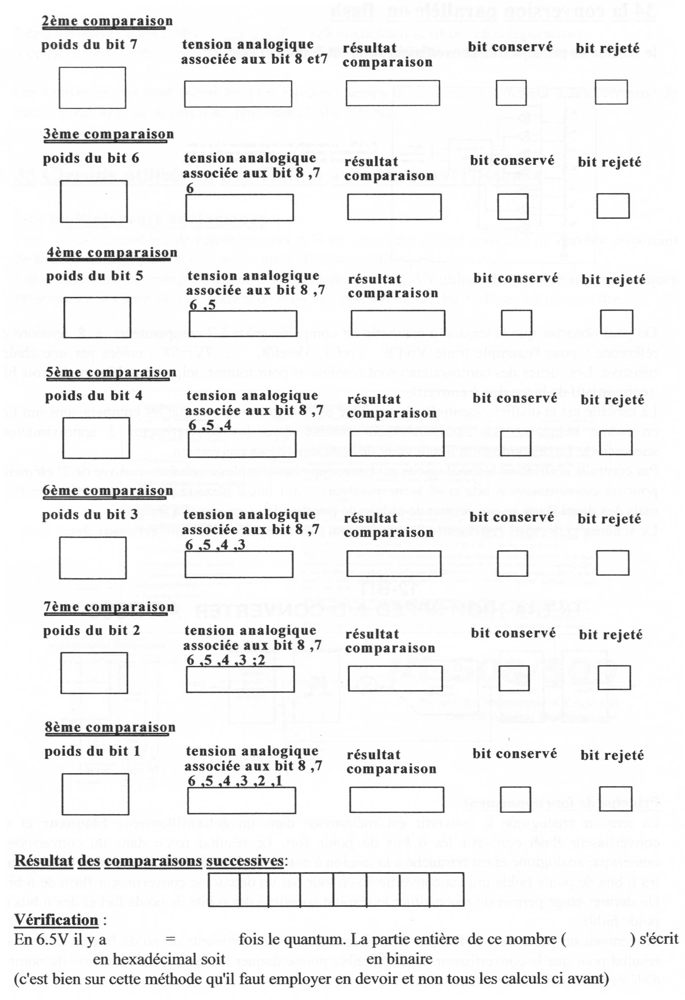 2ème comparaison
poids du bit 7 tension analogique résultat bit conservé bit rejeté
associée aux bit 8 et7 comparaison
3ème comparaison
poids du bit 6 tension analogique résultat bit conservé bit rejeté
associée aux bit 8 ,7 comparaison
6
4ème comparaison
poids du bit 5 tension analogique résultat bit conservé bit rejeté
associée aux bit 8 ,7 comparaison
6 ,5
5ème comparaison
poids du bit 4 tension analogique résultat bit conservé bit rejeté
associée aux bit 8 ,7 comparaison
6 ,5 ,4
6ème comparaison
poids du bit 3 tension analogique résultat bit conservé bit rejeté
associée aux bit 8 ,7 comparaison
6 ,5 ,4 ,3
7ème comparaison
poids du bit 2 tension analogique résultat bit conservé bit rejeté
associée aux bit 8 ,7 comparaison
6 ,5 ,4 ,3 ;2
8ème comparaison
poids du bit 1 tension analogique résultat bit conservé bit rejeté
associée aux bit 8 ,7 comparaison
6 ,5 ,4 ,3 ,2 ,1
Résultat des comparaisons successives:
Vérification :
En 6.5V il y a = fois le quantum La partie entière de ce nombre ( ) s'écrit
en hexadécimal soit en binaire
(c'est bien sur cette méthode qu'il faut employer en devoir et non tous les calculs ci avant)